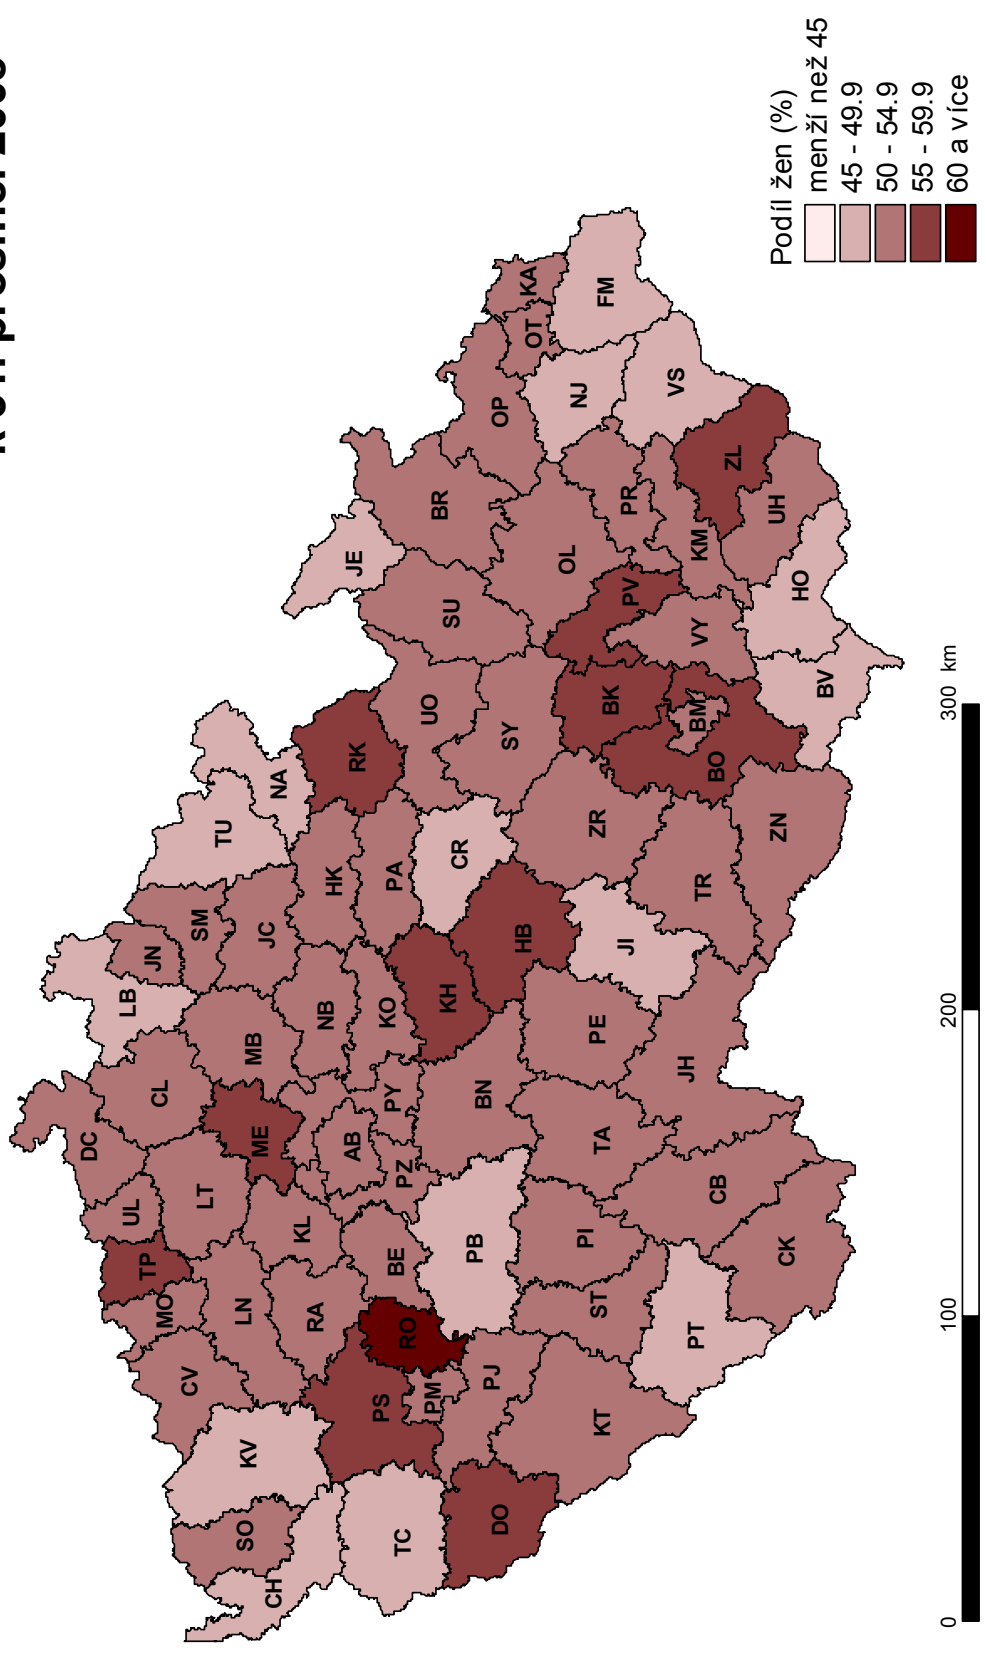 DC
LB
UL
TP
JN
CL
MO
CV
SM
LT
TU
SO
KV
LN
MB
ME
JC
CH
NA
KL
RA
NB
HK
AB
JE
RK
PS
KO
PY
PA
BE
TC
PZ
RO
PM
UO
BR
KH
SU
CR
PB
BN
PJ
DO
OP
SY
HB
KA
OT
OL
NJ
PI
ST
KT
TA
PE
ZR
FM
BK
JI
PR
PV
VS
JH
PT
BM
KM
VY
TR
BO
CB
ZL
UH
ZN
CK
HO
BV
Podíl žen (%)
menží než 45
45 - 49.9
50 - 54.9
55 - 59.9
60 a více
0 100 200 300 km